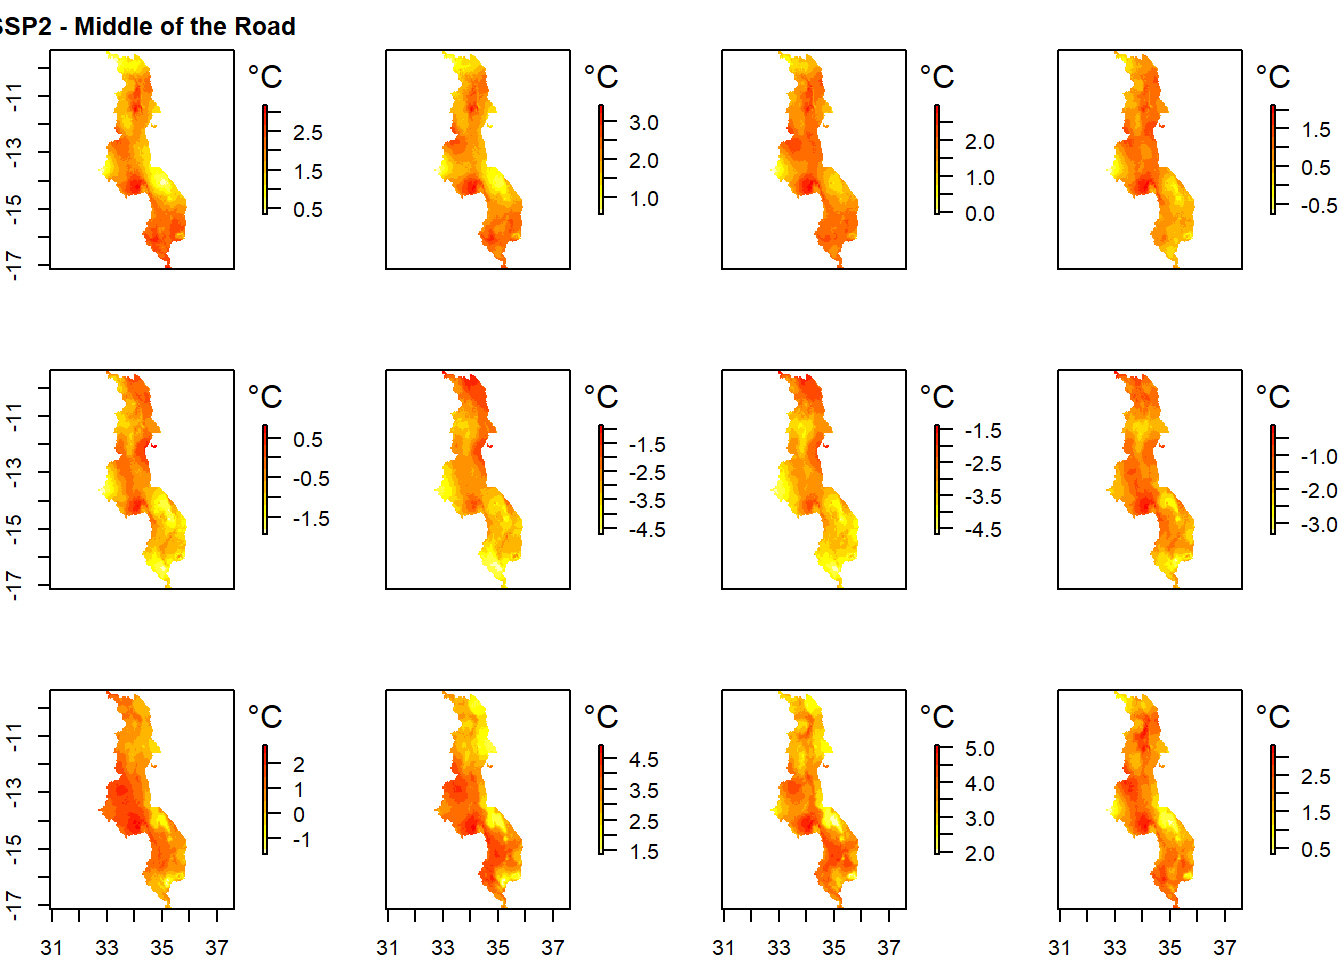 SSP2 - Middle of the Road
°C °C °C °C
-11 -13 -15 -17
2.5 1.5 0.5
3.0 2.0 1.0
2.0 1.0 0.0
1.5 0.5 -0.5
°C °C °C °C
-11 -13 -15 -17
0.5 -0.5 -1.5
-1.5 -2.5 -3.5 -4.5
-1.5 -2.5 -3.5 -4.5
-1.0 -2.0 -3.0
°C °C °C °C
-11 -13 -15 -17
2 1 0 -1
4.5 3.5 2.5 1.5
5.0 4.0 3.0 2.0
2.5 1.5 0.5
31 33 35 37 31 33 35 37 31 33 35 37 31 33 35 37